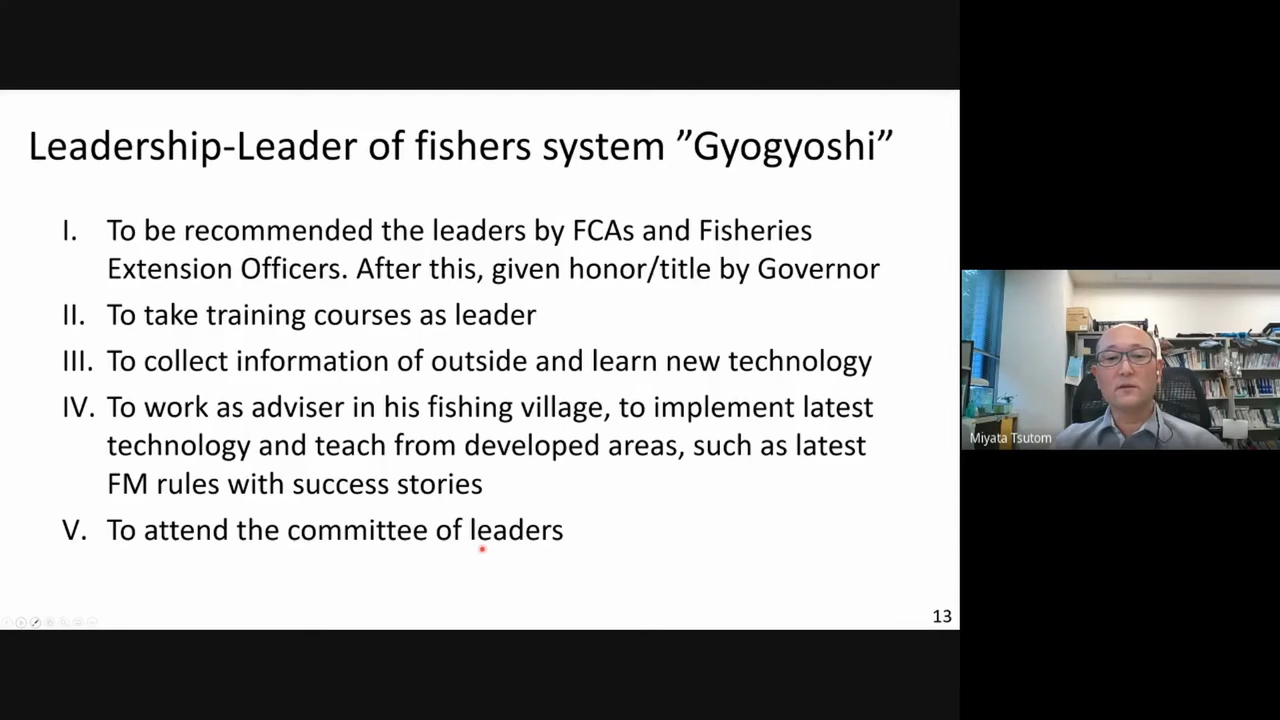 Leadership-Leader of fishers system ”Gyogyoshi”
I. To be recommended the leaders by FCAs and Fisheries
Extension Officers. After this, given honor/title by Governor
II. To take training courses as leader
III. To collect information of outside and learn new technology
IV. To work as adviser in his fishing village, to implement latest
technology and teach from developed areas, such as latest
FM rules with success stories
V. To attend the committee of leaders
13
Miyata Tsutom